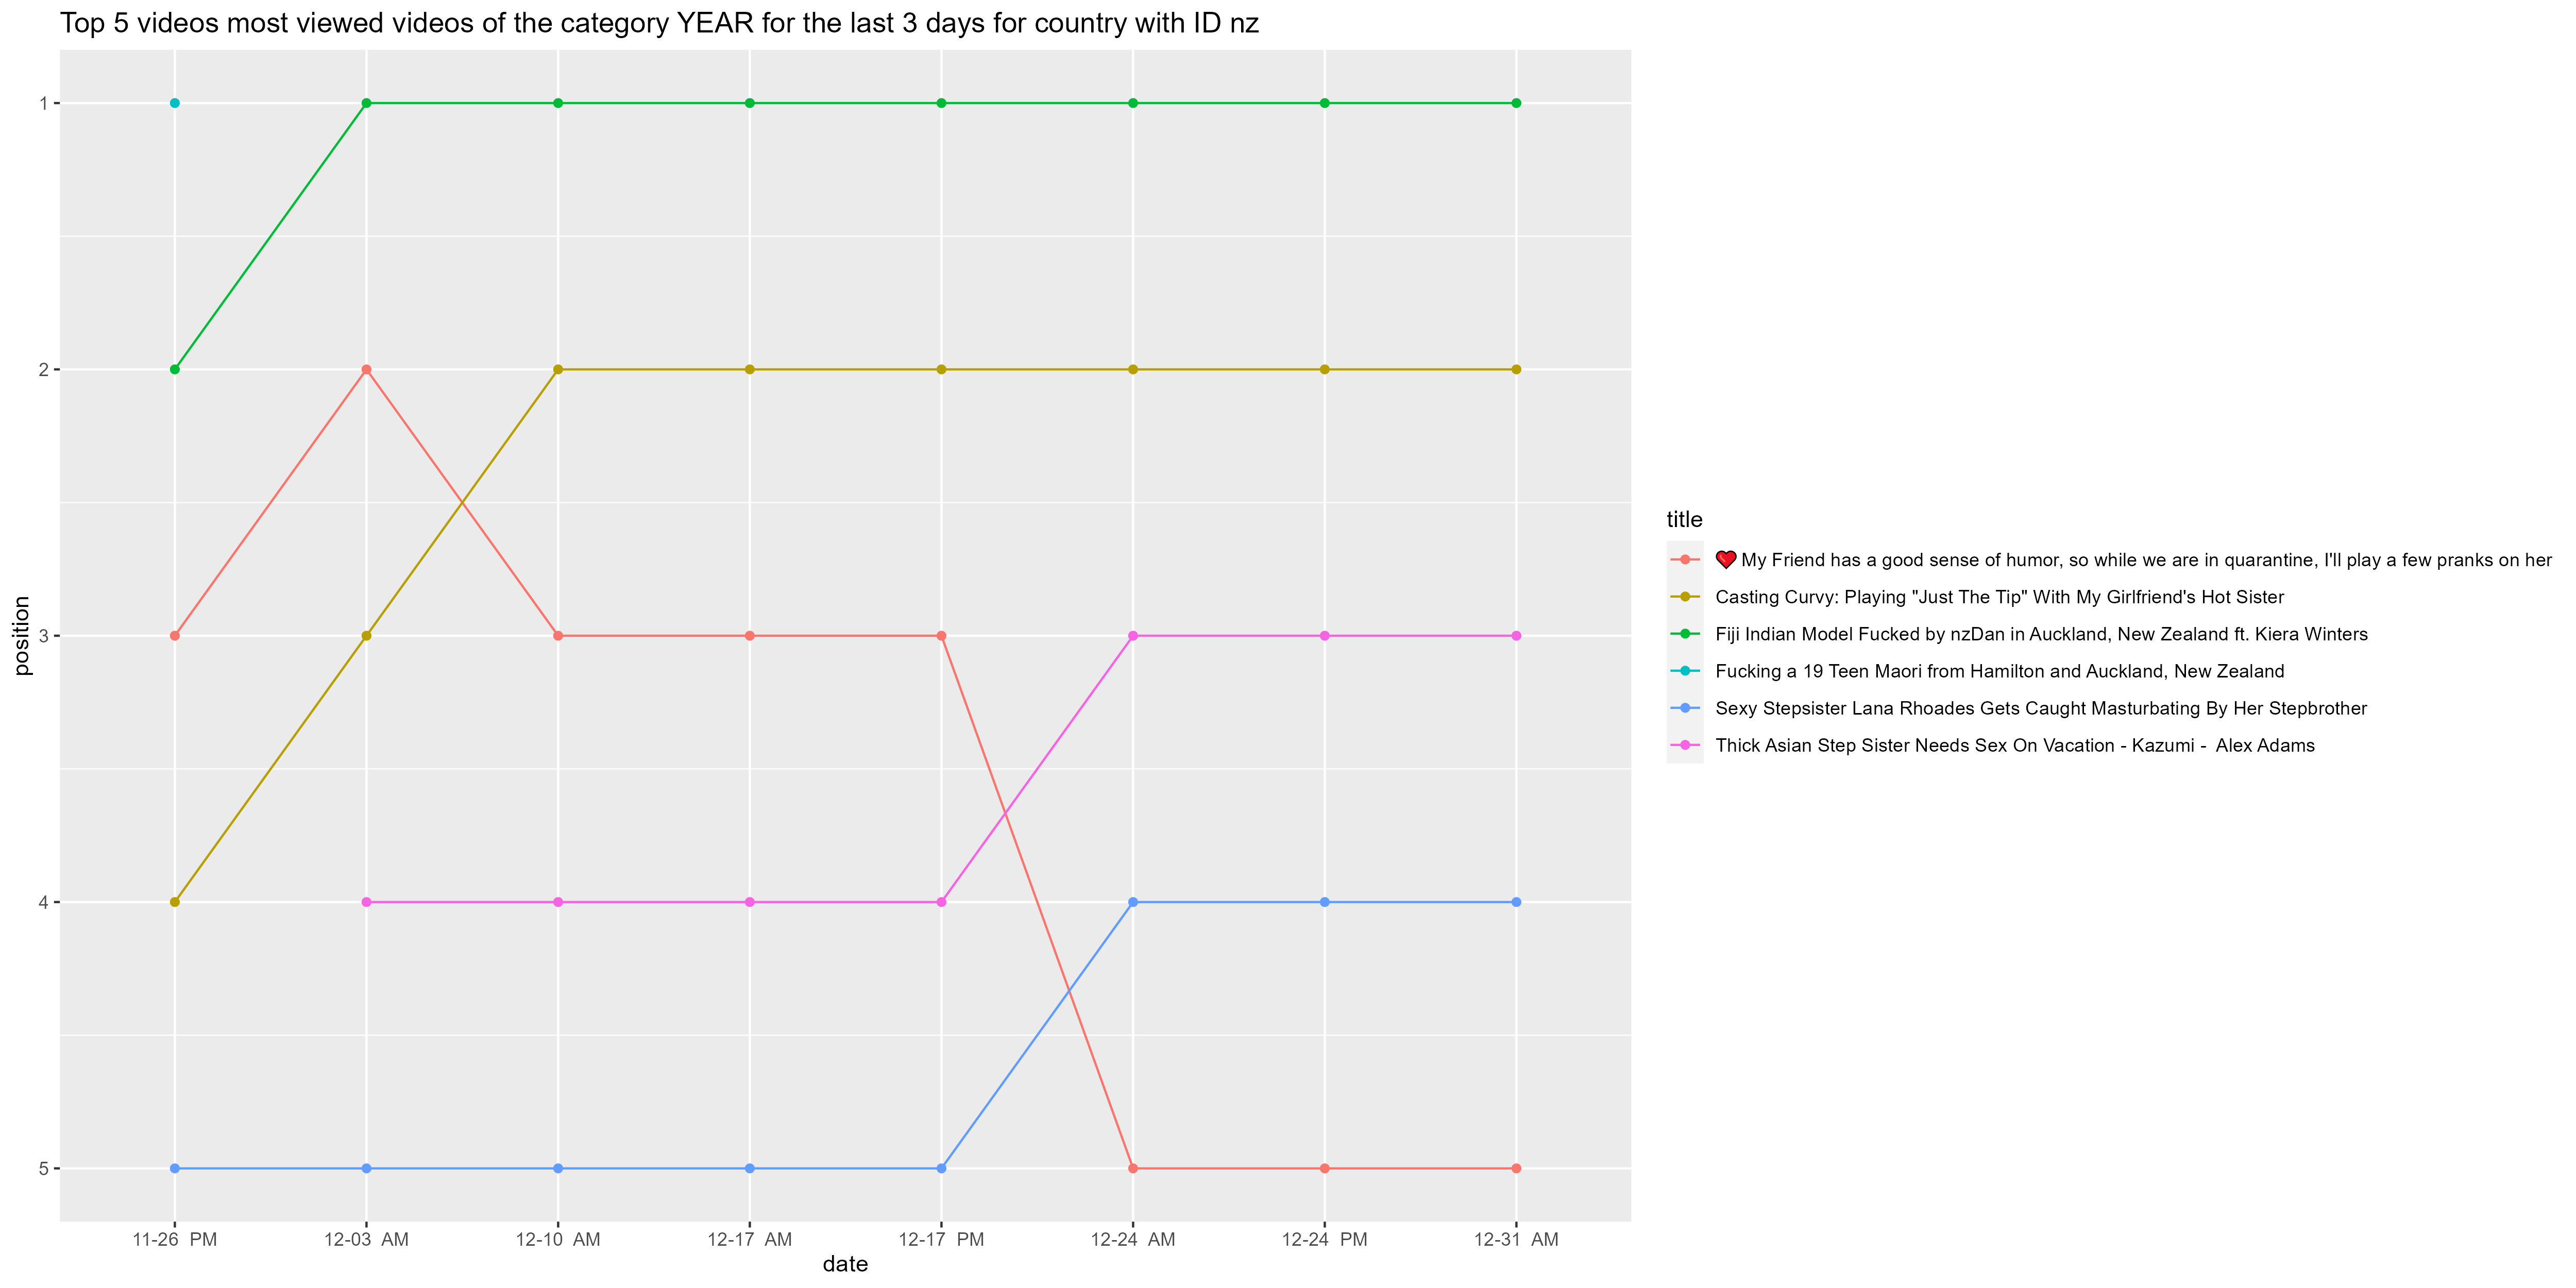 Top 5 videos most viewed videos of the category YEAR for the last 3 days for country with ID nz
1
2
3
4
5
position
11-26 PM
12-03 AM
12-10 AM
12-17 AM
12-17 PM
12-24 AM
12-24 PM
12-31 AM
date
title
❤️ My Friend has a good sense of humor, so while we are in quarantine, I'll play a few pranks on her
Casting Curvy: Playing "Just The Tip" With My Girlfriend's Hot Sister
Fiji Indian Model Fucked by nzDan in Auckland, New Zealand ft. Kiera Winters
Fucking a 19 Teen Maori from Hamilton and Auckland, New Zealand
Sexy Stepsister Lana Rhoades Gets Caught Masturbating By Her Stepbrother
Thick Asian Step Sister Needs Sex On Vacation - Kazumi - Alex Adams